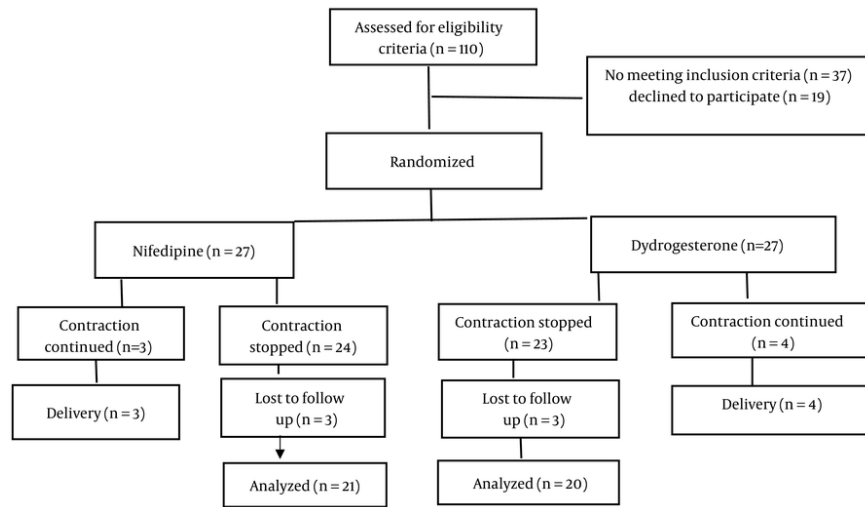 Assessed for eligibility
criteria (n = 110)
No meeting inclusion criteria (n = 37)
declined to participate (n = 19)
Randomized
Nifedipine (n = 27)
Dydrogesterone (n=27)
Contraction
continued (n=3)
Contraction
stopped (n = 24)
Contraction stopped
(n = 23)
Contraction continued
(n = 4)
Delivery (n = 3)
Lost to follow
up (n = 3)
Lost to follow
up (n = 3)
Delivery (n = 4)
Analyzed (n = 21)
Analyzed (n = 20)